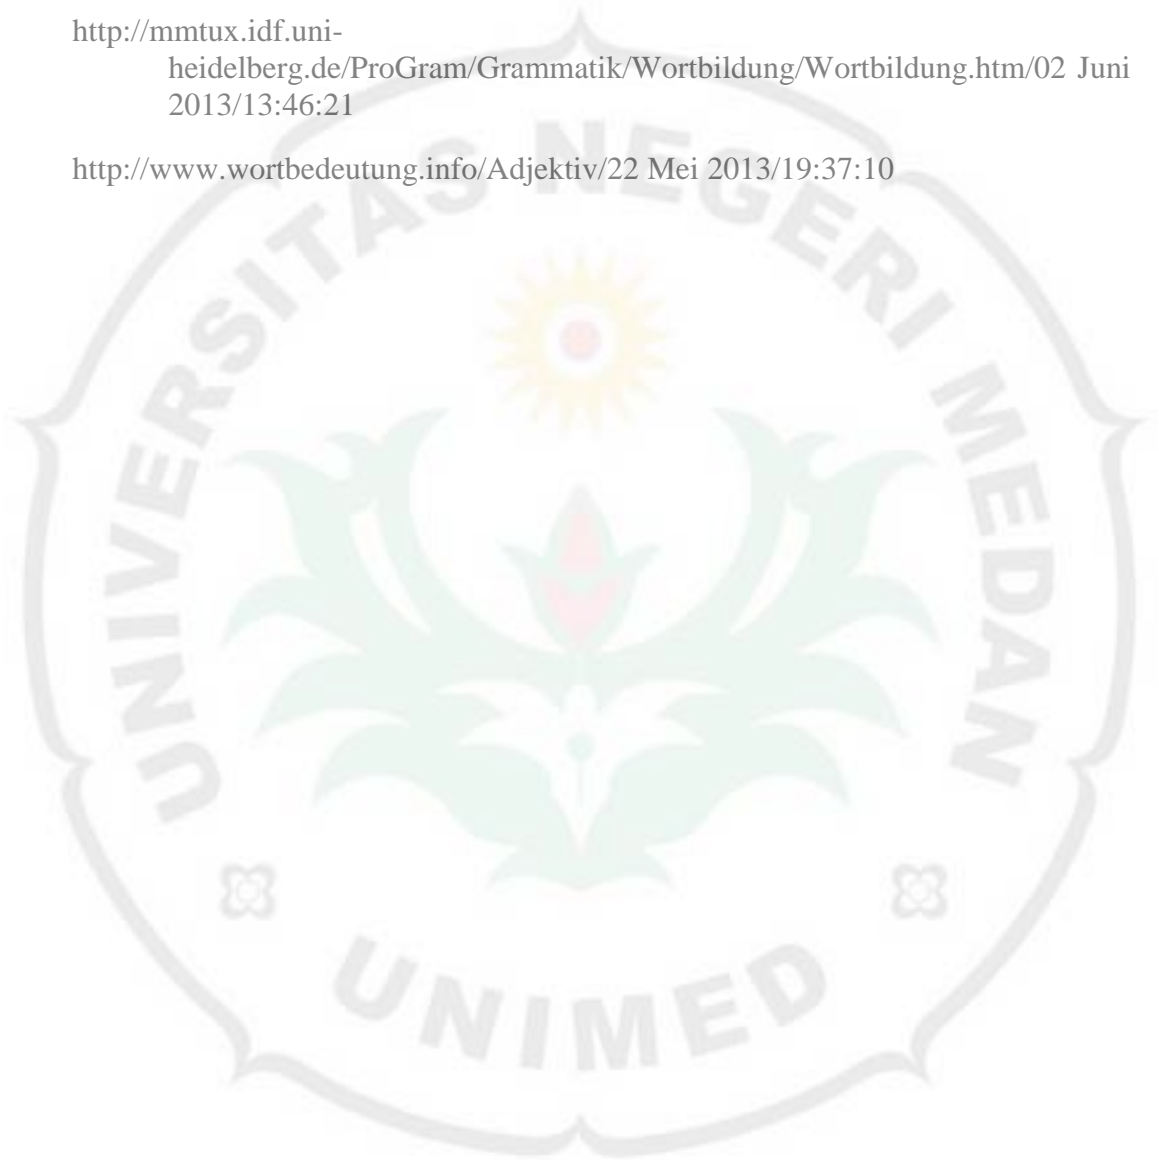 http://mmtux.idf.uni-
heidelberg.de/ProGram/Grammatik/Wortbildung/Wortbildung.htm/02 Juni
2013/13:46:21
http://www.wortbedeutung.info/Adjektiv/22 Mei 2013/19:37:10
UNIVERSITAS NEGERI MEDAN
UNIMED